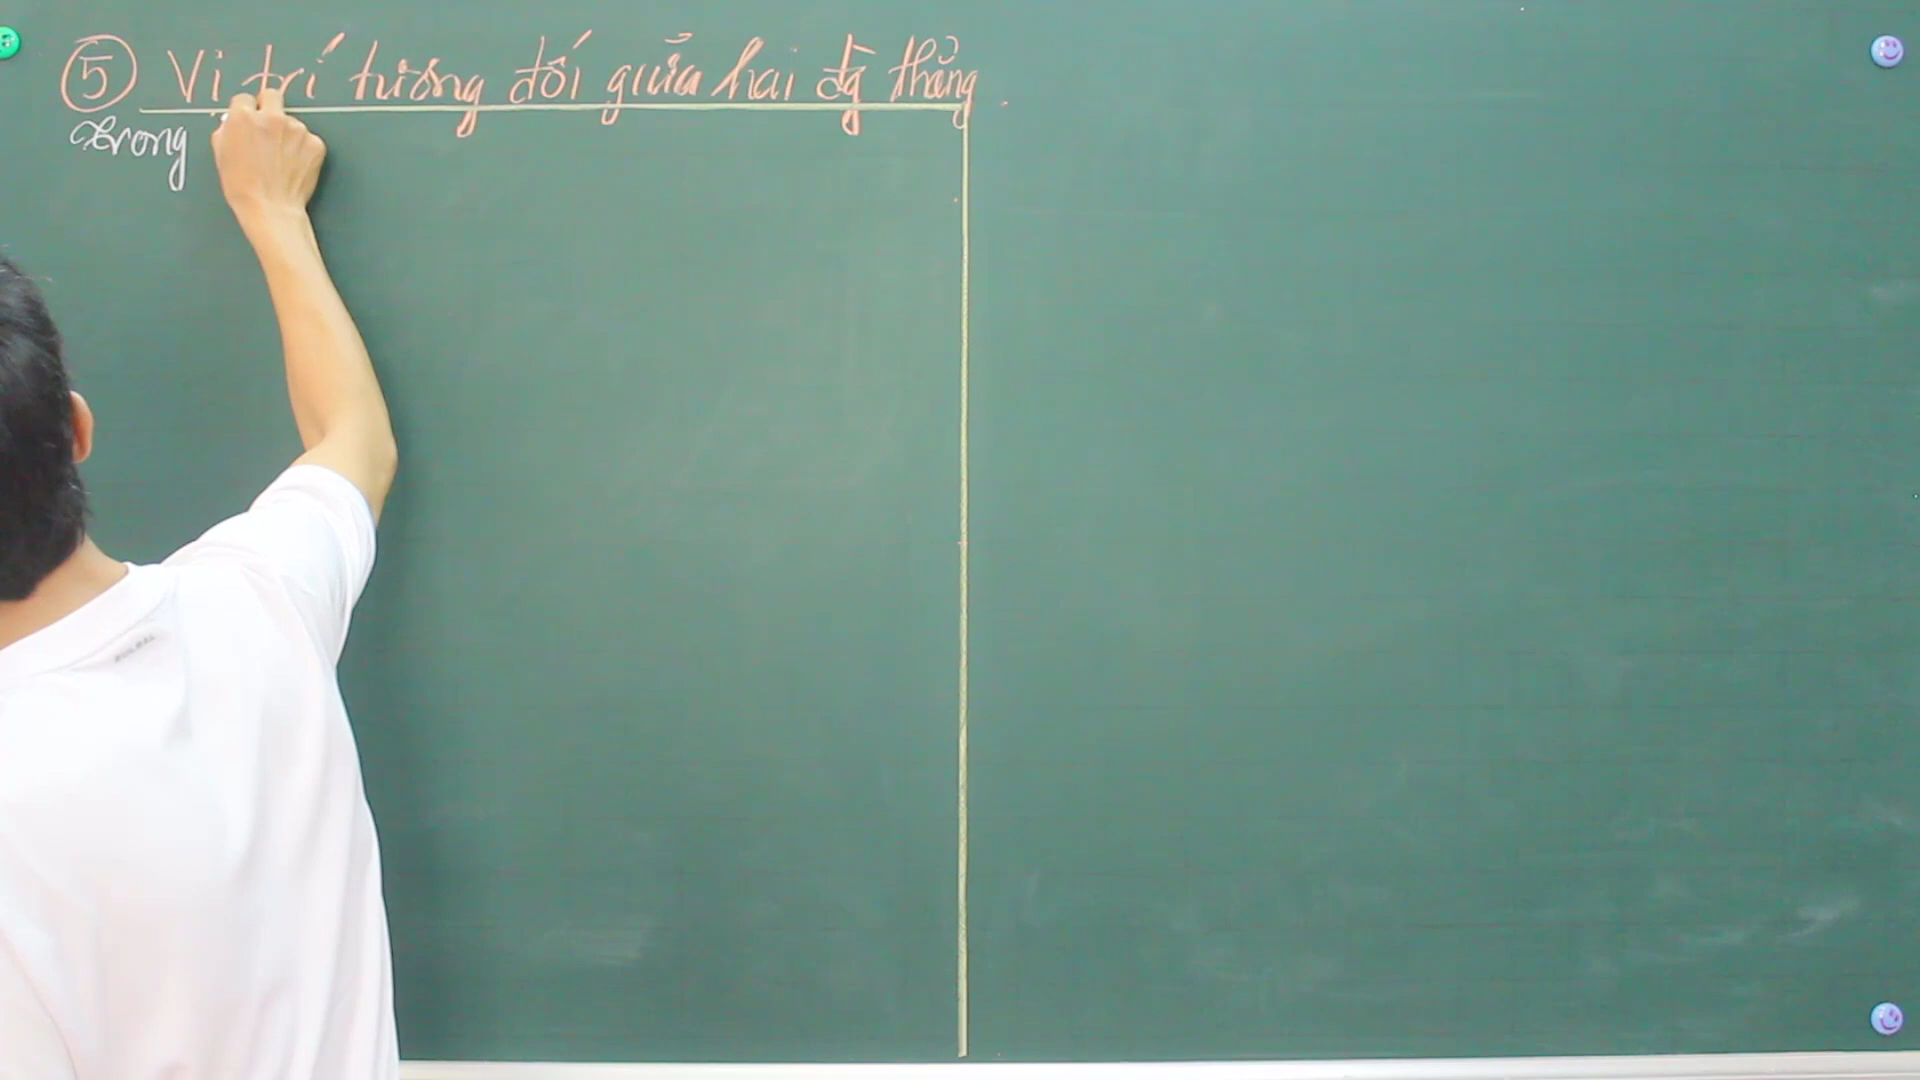 ⑤ Vị trí tương đối giữa hai đg thẳng.
Trong